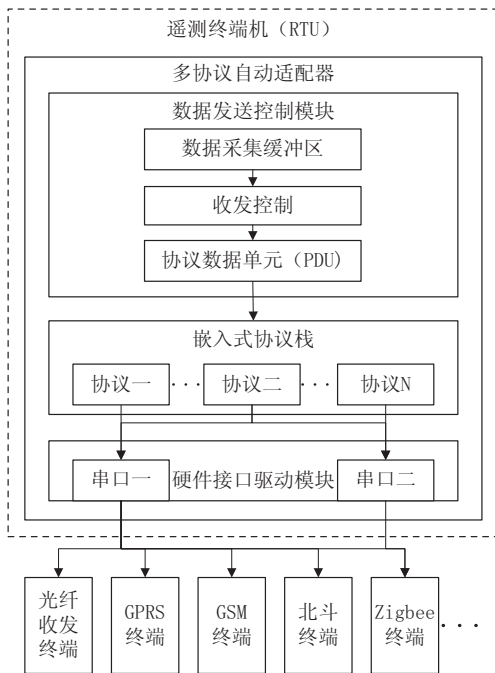 遥测终端机（RTU）
多协议自动适配器
数据发送控制模块
数据采集缓冲区
收发控制
协议数据单元（PDU）
嵌入式协议栈
协议一 ··· 协议二 ··· 协议N
串口一 硬件接口驱动模块 串口二
光纤
收发
终端
GPRS
终端
GSM
终端
北斗
终端
Zigbee
终端
···